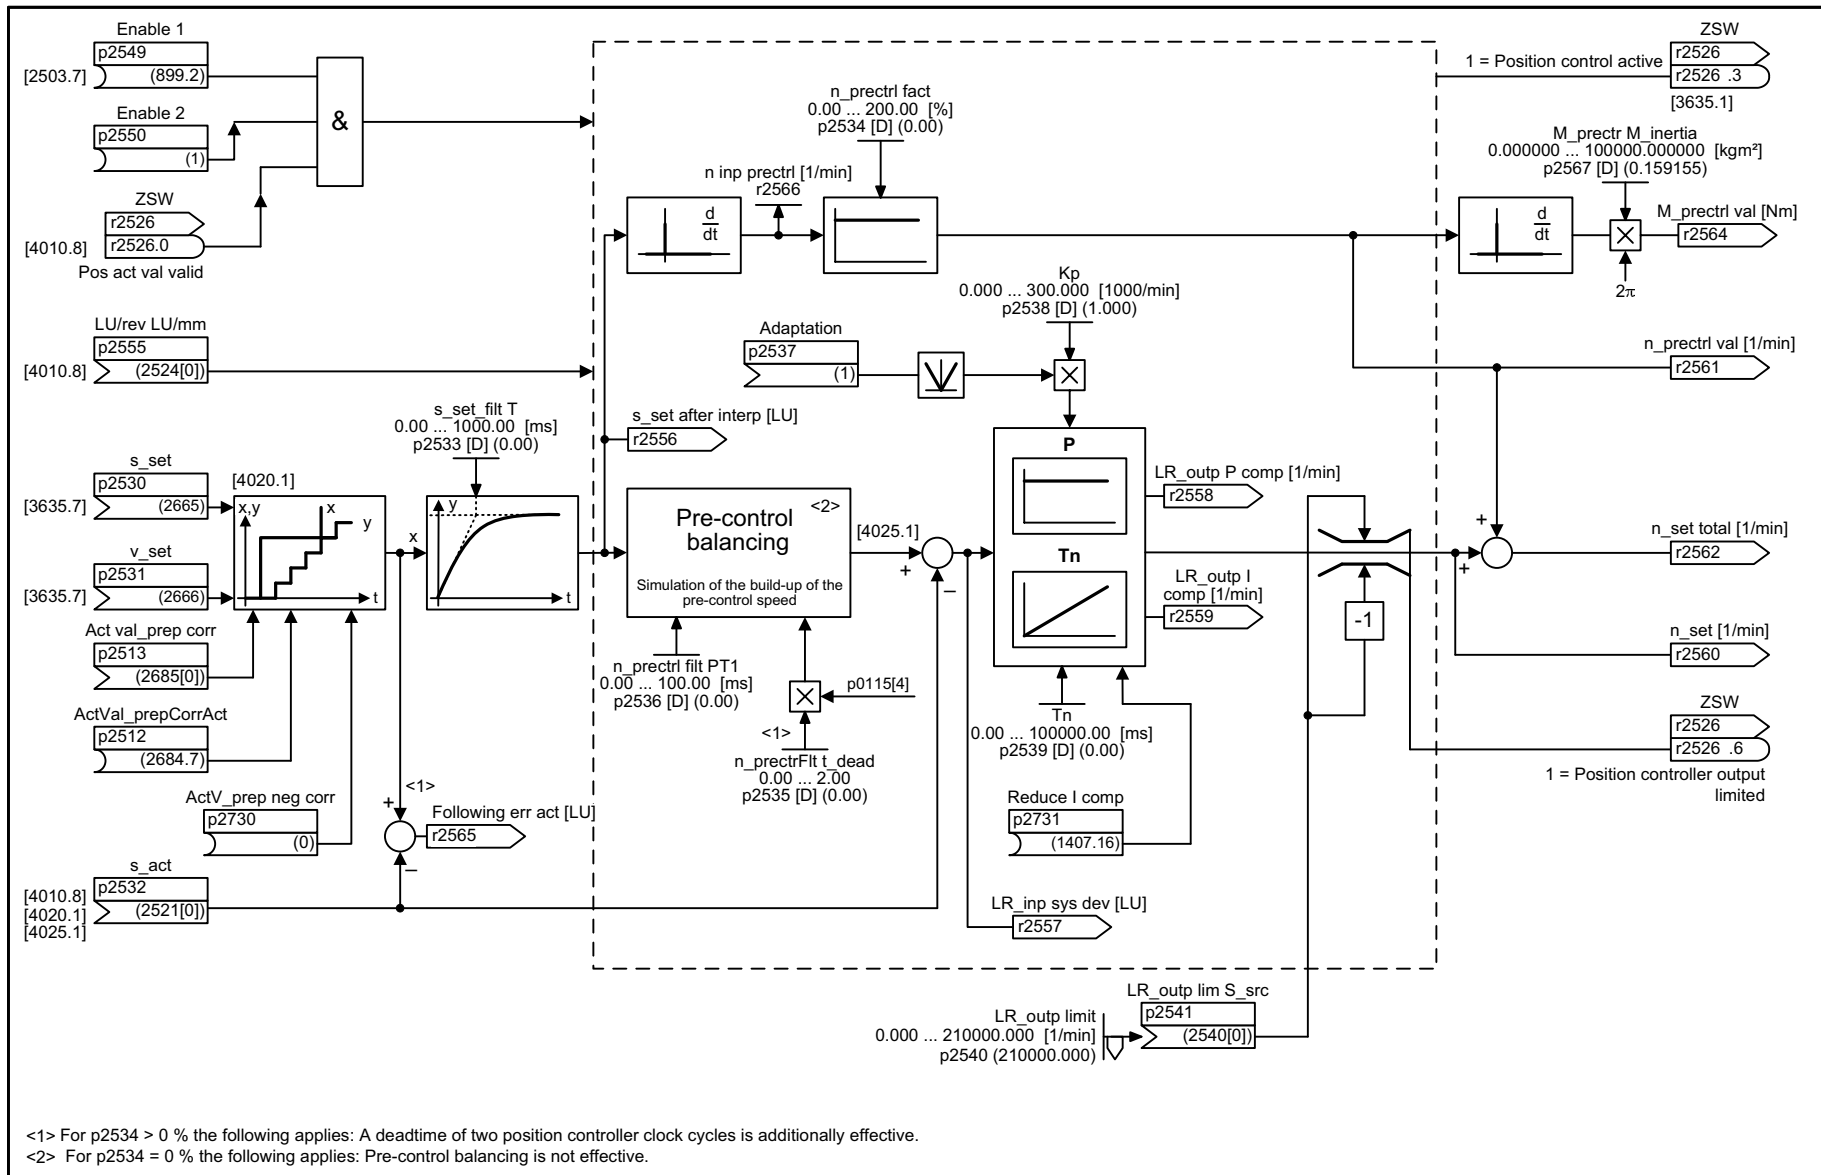 Enable 1
p2549
[2503.7]
(899.2)
Enable 2
p2550
(1)
ZSW
r2526
[4010.8]
r2526.0
Pos act val valid
&
LU/rev LU/mm
p2555
[4010.8]
(2524[0])
s_set
p2530
[3635.7]
(2665)
v_set
p2531
[3635.7]
(2666)
Act val_prep corr
p2513
(2685[0])
ActVal_prepCorrAct
p2512
(2684.7)
ActV_prep neg corr
p2730
(0)
s_act
p2532
[4010.8]
[4020.1]
[4025.1]
(2521[0])
[4020.1]
x,y
x
y
t
x
s_set_filt T
0.00 ... 1000.00 [ms]
p2533 [D] (0.00)
y
t
<1>
+
–
Following err act [LU]
r2565
n_prectrl fact
0.00 ... 200.00 [%]
p2534 [D] (0.00)
n inp prectrl [1/min]
r2566
d
dt
Kp
0.000 ... 300.000 [1000/min]
p2538 [D] (1.000)
Adaptation
p2537
(1)
s_set after interp [LU]
r2556
Pre-control
balancing
<2>
Simulation of the build-up of the
pre-control speed
[4025.1]
+
–
n_prectrl filt PT1
0.00 ... 100.00 [ms]
p2536 [D] (0.00)
p0115[4]
<1>
n_prectrFlt t_dead
0.00 ... 2.00
p2535 [D] (0.00)
P
Tn
LR_outp P comp [1/min]
r2558
LR_outp I
comp [1/min]
r2559
Tn
0.00 ... 100000.00 [ms]
p2539 [D] (0.00)
Reduce I comp
p2731
(1407.16)
LR_inp sys dev [LU]
r2557
LR_outp limit
0.000 ... 210000.000 [1/min]
p2540 (210000.000)
LR_outp lim S_src
p2541
(2540[0])
-1
1 = Position control active
ZSW
r2526
r2526 .3
[3635.1]
M_prectr M_inertia
0.000000 ... 100000.000000 [kgm²]
p2567 [D] (0.159155)
d
dt
2π
M_prectrl val [Nm]
r2564
n_prectrl val [1/min]
r2561
+
+
n_set total [1/min]
r2562
n_set [1/min]
r2560
ZSW
r2526
r2526 .6
1 = Position controller output
limited
<1> For p2534 > 0 % the following applies: A deadtime of two position controller clock cycles is additionally effective.
<2> For p2534 = 0 % the following applies: Pre-control balancing is not effective.